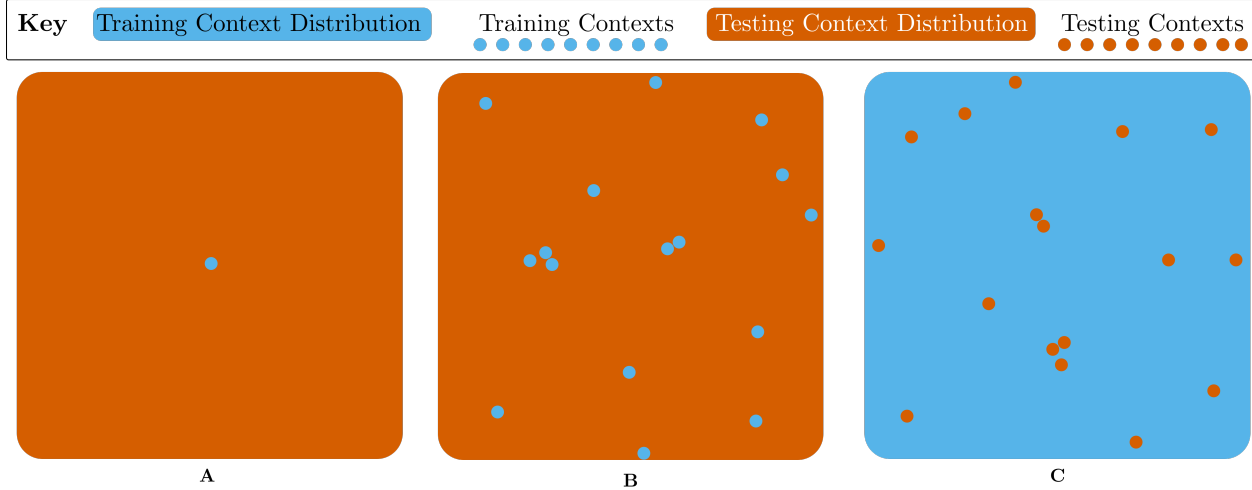 Key Training Context Distribution Training Contexts Testing Context Distribution Testing Contexts
A
B
C